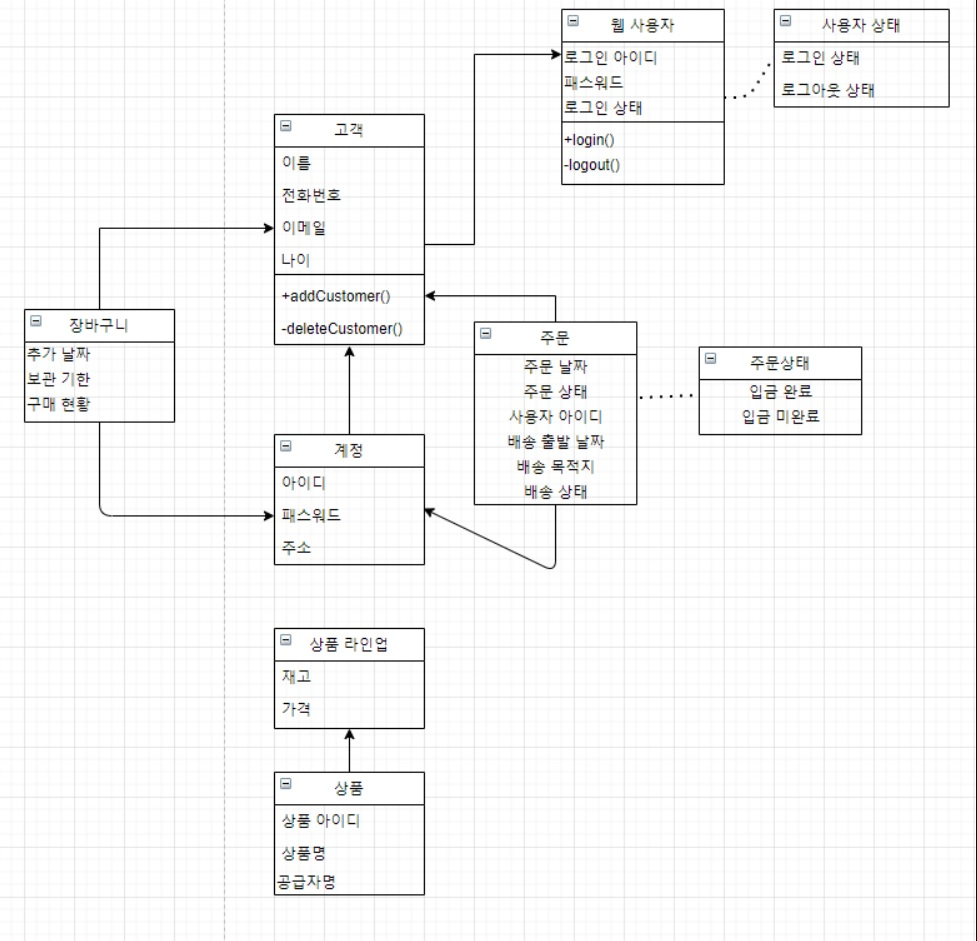 웹 사용자
로그인 아이디
패스워드
로그인 상태
+login()
-logout()
사용자 상태
로그인 상태
로그아웃 상태
고객
이름
전화번호
이메일
나이
+addCustomer()
-deleteCustomer()
장바구니
추가 날짜
보관 기한
구매 현황
주문
주문 날짜
주문 상태
사용자 아이디
배송 출발 날짜
배송 목적지
배송 상태
주문상태
입금 완료
입금 미완료
계정
아이디
패스워드
주소
상품 라인업
재고
가격
상품
상품 아이디
상품명
공급자명